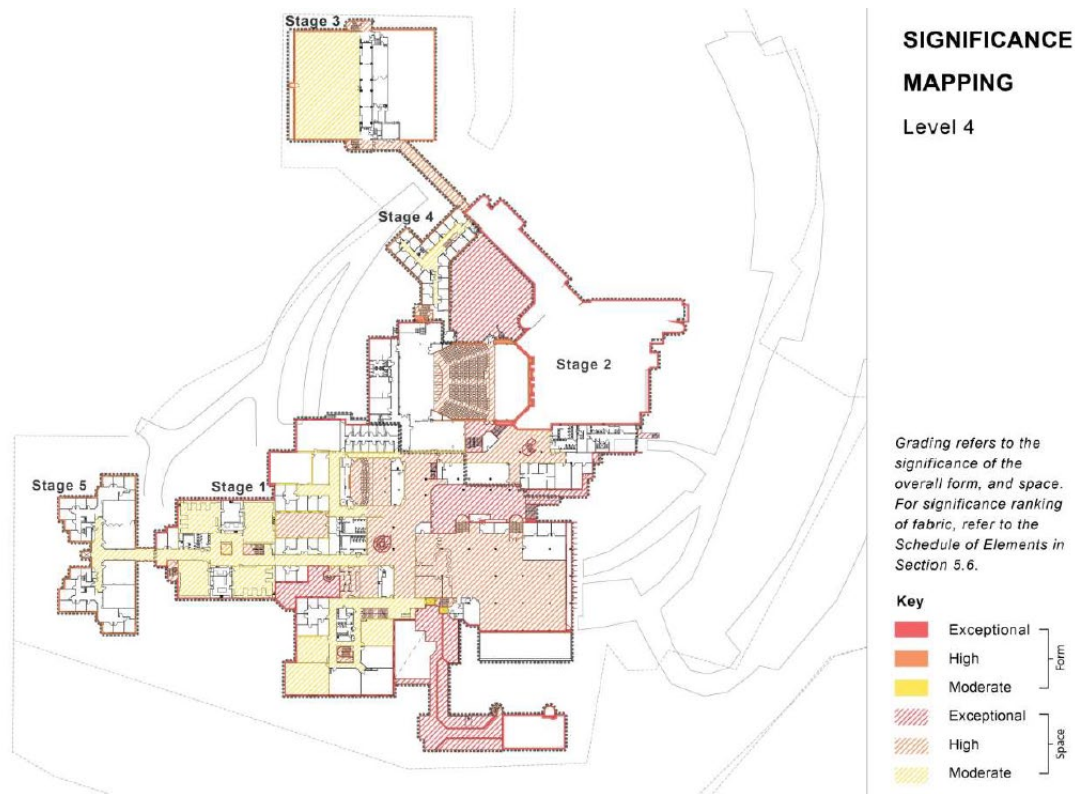 Stage 3
Stage 4
Stage 2
Stage 5
Stage 1
SIGNIFICANCE
MAPPING
Level 4
Grading refers to the
significance of the
overall form, and space.
For significance ranking
of fabric, refer to the
Schedule of Elements in
Section 5.6.
Key
Exceptional
High
Moderate
Form
Exceptional
High
Moderate
Space